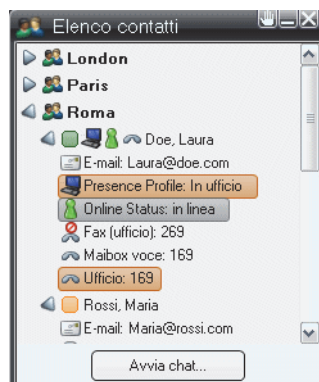 Elenco contatti
London
Paris
Roma
Doe, Laura
E-mail: Laura@doe.com
Presence Profile: In ufficio
Online Status: in linea
Fax (ufficio): 269
Maibox voce: 169
Ufficio: 169
Rossi, Maria
E-mail: Maria@rossi.com
Avvia chat...